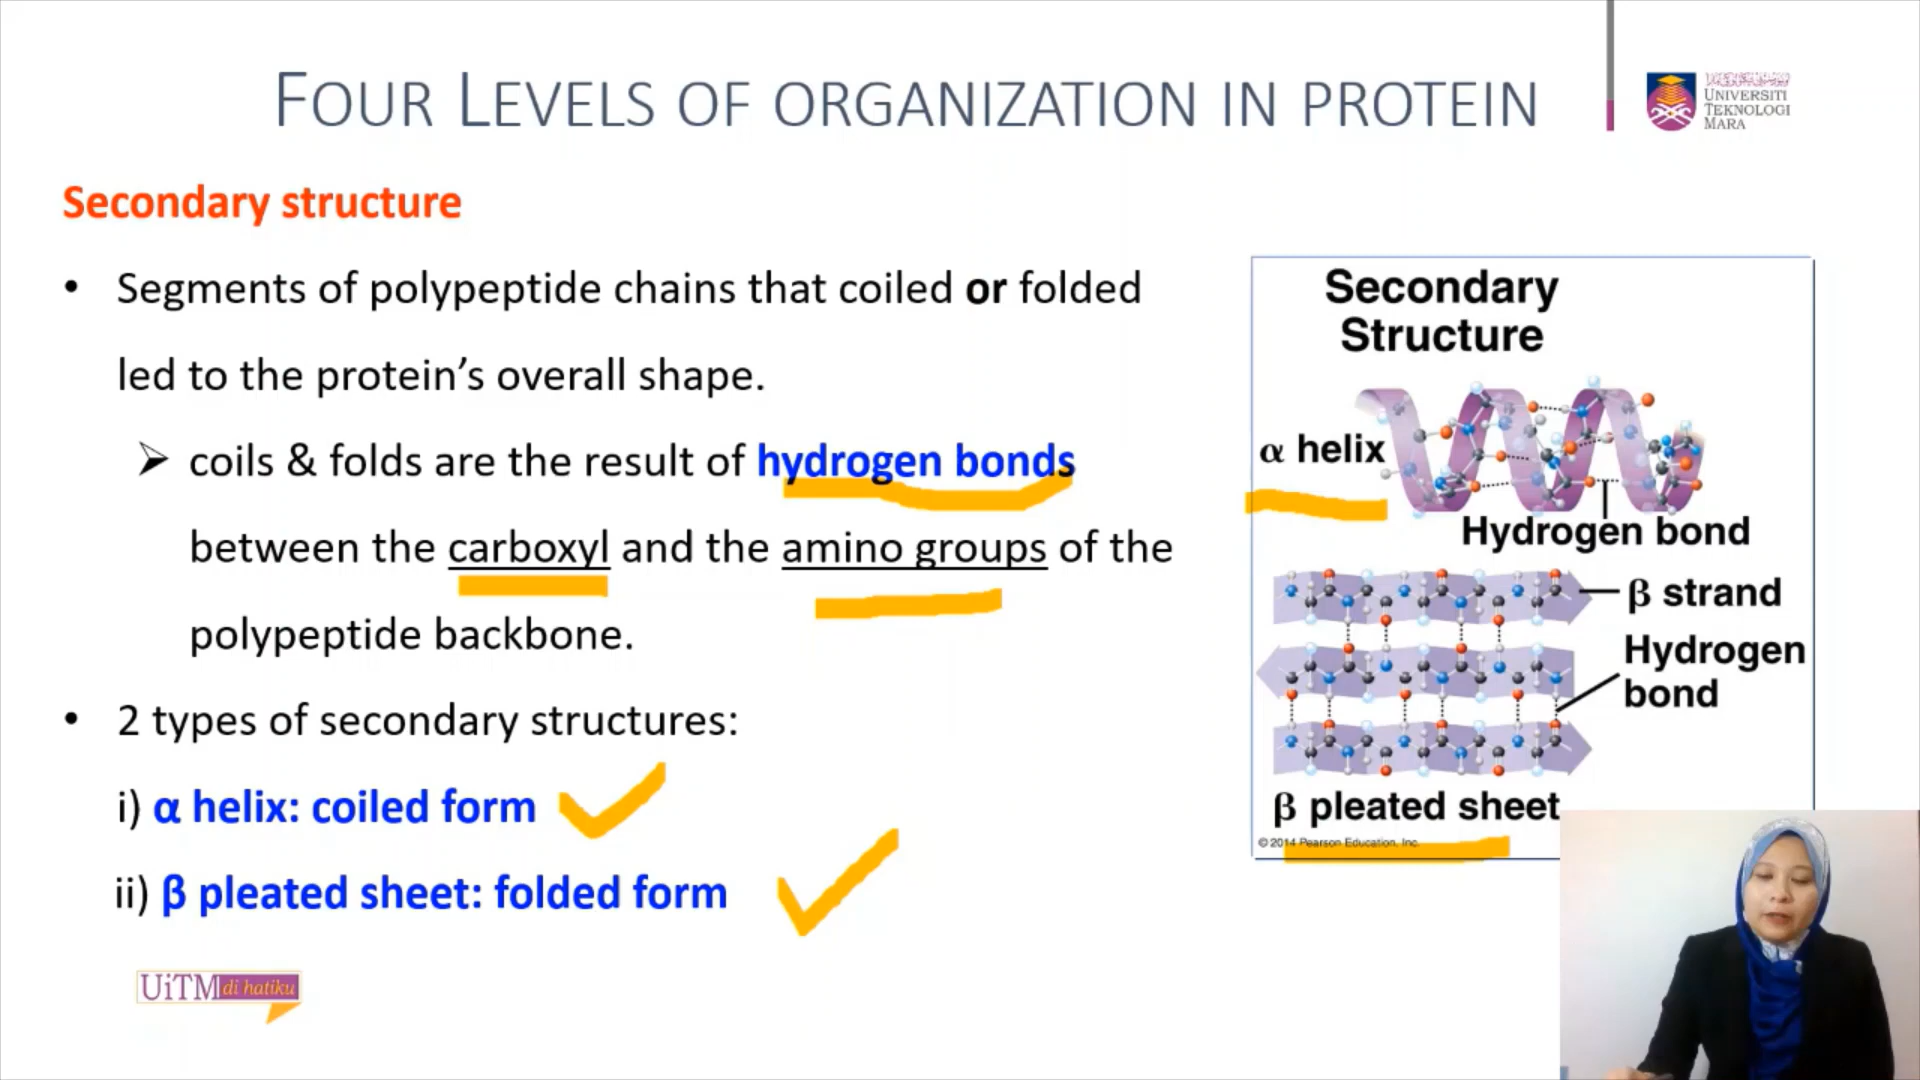 FOUR LEVELS OF ORGANIZATION IN PROTEIN
UNIVERSITI
TEKNOLOGI
MARA
Secondary structure
• Segments of polypeptide chains that coiled or folded
led to the protein’s overall shape.
➢ coils & folds are the result of hydrogen bonds
between the carboxyl and the amino groups of the
polypeptide backbone.
• 2 types of secondary structures:
i) α helix: coiled form
ii) β pleated sheet: folded form
Secondary
Structure
α helix
Hydrogen bond
β strand
Hydrogen
bond
β pleated sheet
© 2014 Pearson Education, Inc.
UiTM di hatiku